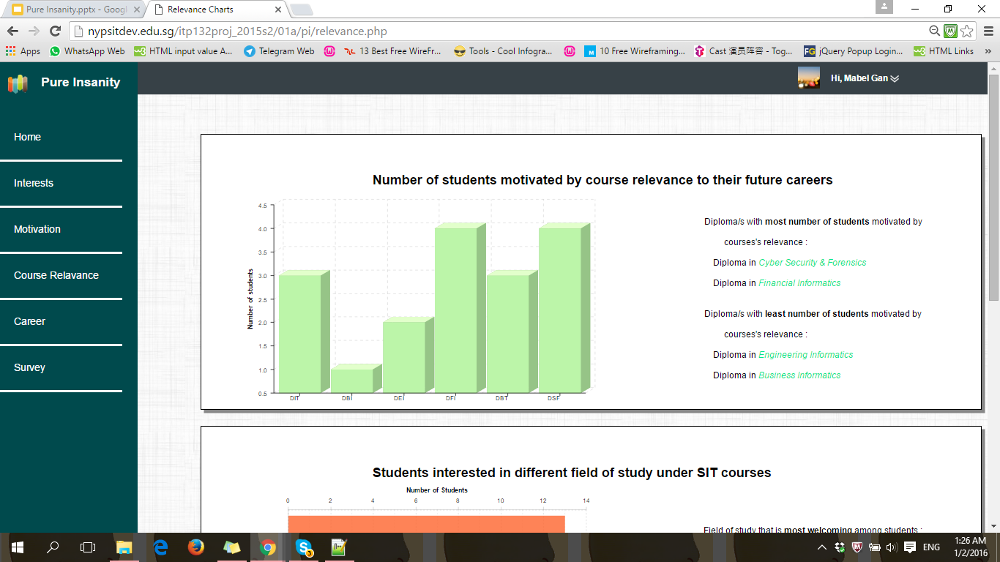 Pure Insanity.pptx - Googl
Relevance Charts
nypsitdev.edu.sg/itp132proj_2015s2/01a/pi/relevance.php
Apps
WhatsApp Web
HTML input value A...
Telegram Web
13 Best Free WireFr...
Tools - Cool Infogra...
10 Free Wireframing...
Cast 演员阵容 - Tog...
jQuery Popup Login...
HTML Links
»
Pure Insanity
Hi, Mabel Gan
Home
Interests
Motivation
Course Relavance
Career
Survey
Number of students motivated by course relevance to their future careers
Number of students
4.5
4.0
3.5
3.0
2.5
2.0
1.5
1.0
0.5
DIT
DBI
DEI
DFI
DBT
DSF
Diploma/s with most number of students motivated by
courses's relevance :
Diploma in Cyber Security & Forensics
Diploma in Financial Informatics
Diploma/s with least number of students motivated by
courses's relevance :
Diploma in Engineering Informatics
Diploma in Business Informatics
Students interested in different field of study under SIT courses
Number of Students
0 2 4 6 8 10 12 14
Field of study that is most welcoming among students :
ENG
1:26 AM
1/2/2016